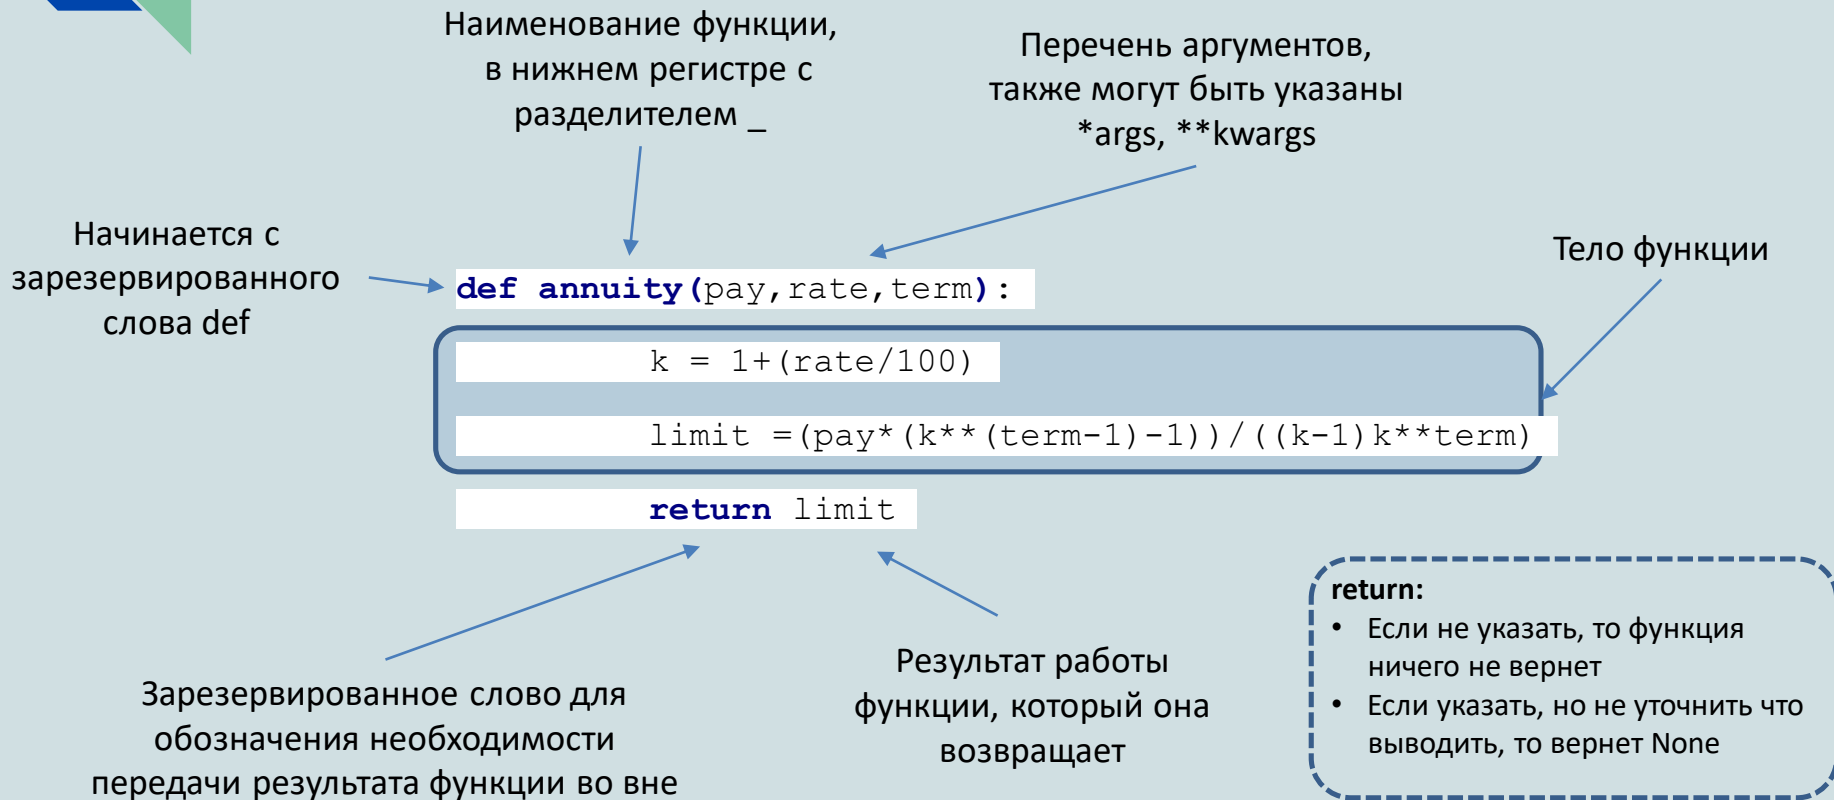 Наименование функции,
в нижнем регистре с
разделителем _
Перечень аргументов,
также могут быть указаны
*args, **kwargs
Начинается с
зарезервированного
слова def
Тело функции
def annuity(pay,rate,term):
k = 1+(rate/100)
limit =(pay*(k**(term-1)-1))/((k-1)k**term)
return limit
Зарезервированное слово для
обозначения необходимости
передачи результата функции во вне
Результат работы
функции, который она
возвращает
return:
• Если не указать, то функция
ничего не вернет
• Если указать, но не уточнить что
выводить, то вернет None